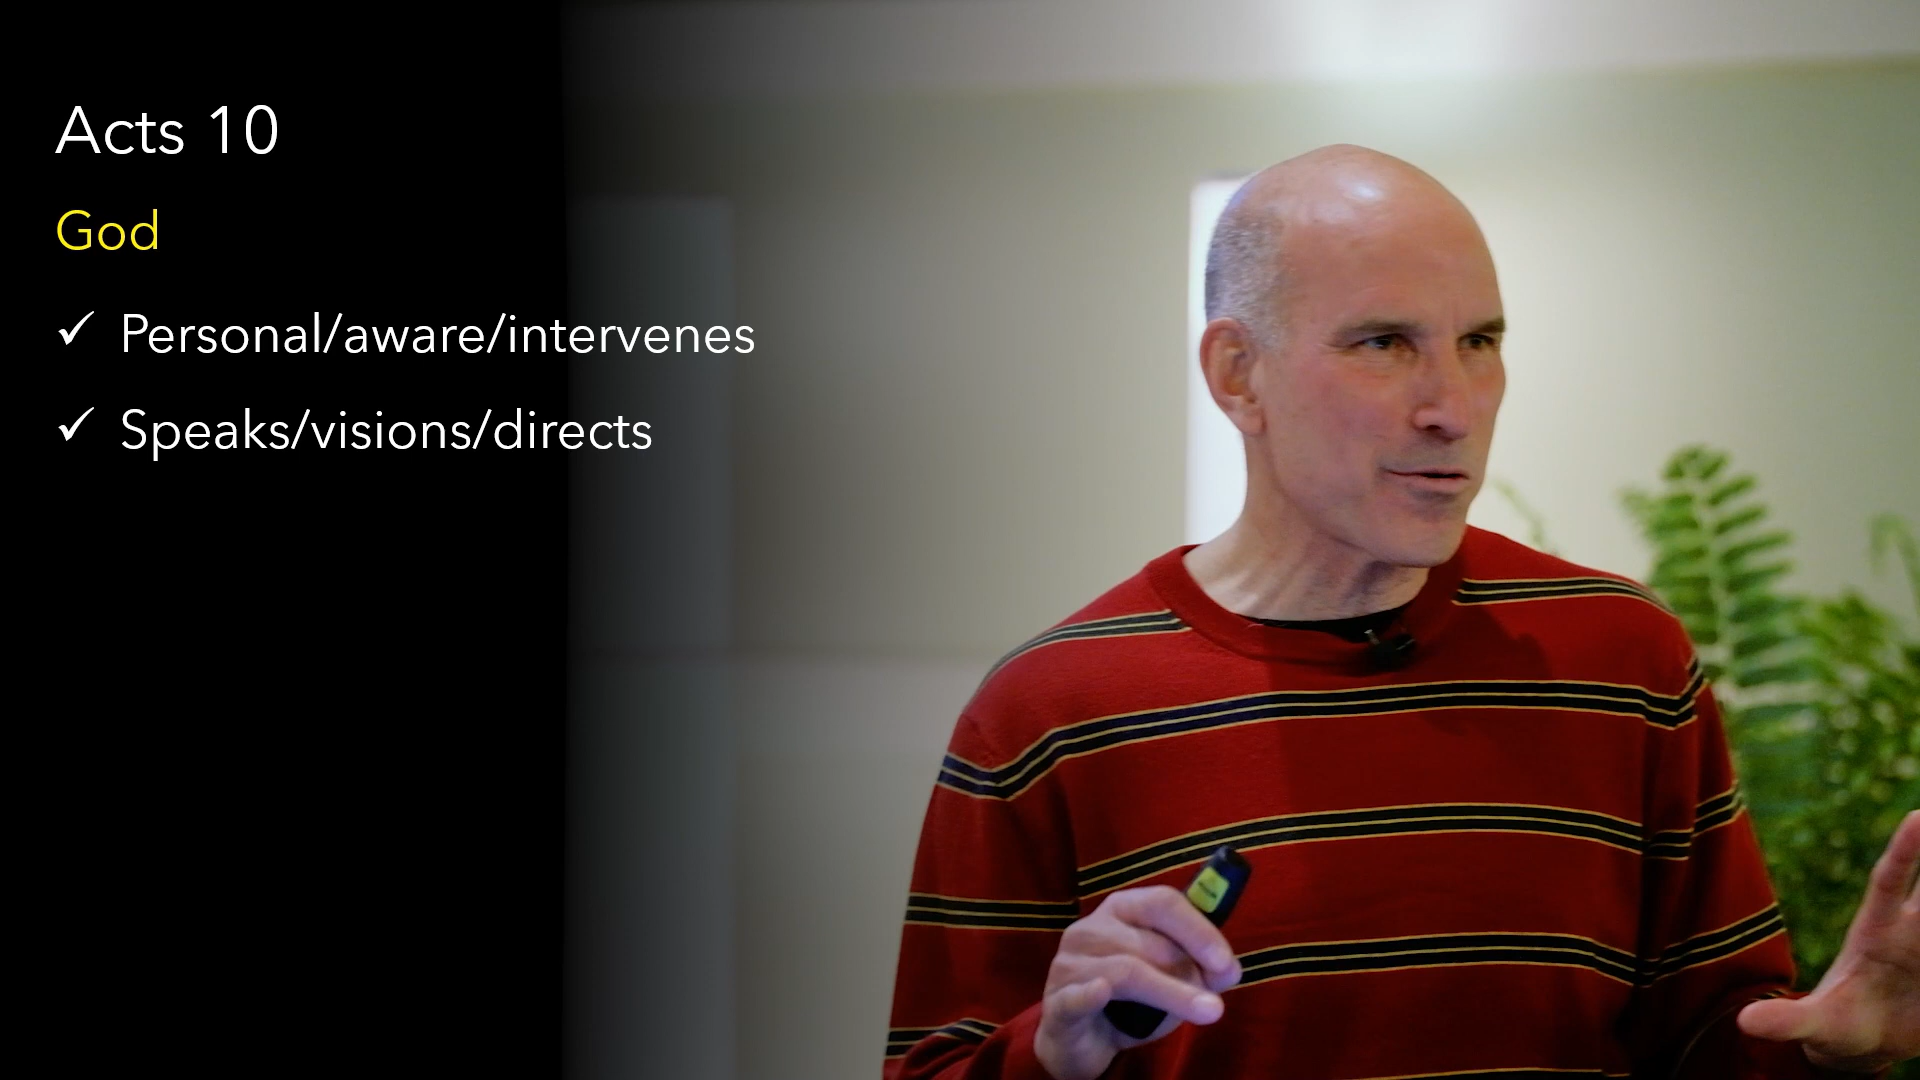 Acts 10
God
✓ Personal/aware/intervenes
✓ Speaks/visions/directs